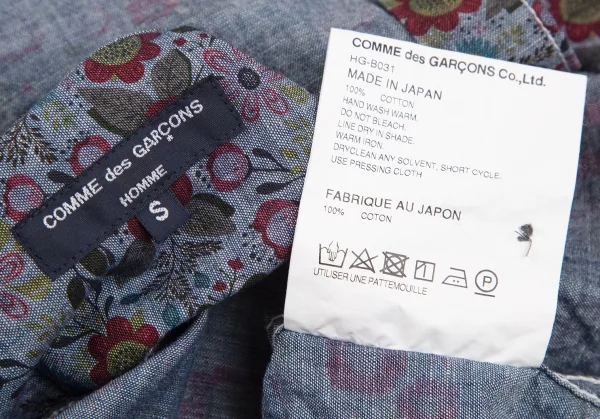 COMME des GARÇONS
HOMME
S
COMME des GARÇONS Co.,Ltd.
HG-B031
MADE IN JAPAN
100% COTTON
HAND WASH WARM.
DO NOT BLEACH.
LINE DRY IN SHADE.
WARM IRON.
DRYCLEAN ANY SOLVENT, SHORT CYCLE.
USE PRESSING CLOTH
FABRIQUE AU JAPON
100% COTON
P
UTILISER UNE PATTEMOUILLE